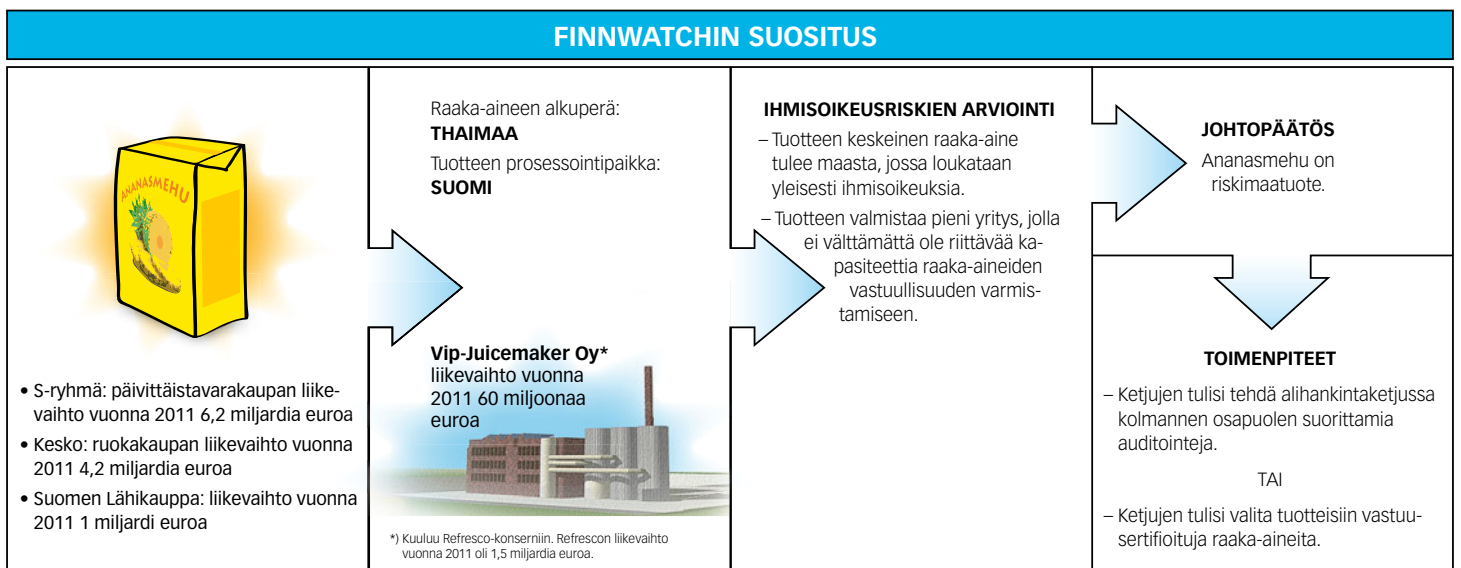 FINNWATCHIN SUOSITUS
ANANASMEHU
• S-ryhmä: päivittäistavarakaupan liike-
vaihto vuonna 2011 6,2 miljardia euroa
• Kesko: ruokakaupan liikevaihto vuonna
2011 4,2 miljardia euroa
• Suomen Lähikauppa: liikevaihto vuonna
2011 1 miljardi euroa
Raaka-aineen alkuperä:
THAIMAA
Tuotteen prosessointipaikka:
SUOMI
Vip-Juicemaker Oy*
liikevaihto vuonna
2011 60 miljoonaa
euroa
*) Kuuluu Refresco-konserniin. Refrescon liikevaihto
vuonna 2011 oli 1,5 miljardia euroa.
IHMISOIKEUSRISKIEN ARVIOINTI
– Tuotteen keskeinen raaka-aine
tulee maasta, jossa loukataan
yleisesti ihmisoikeuksia.
– Tuotteen valmistaa pieni yritys, jolla
ei välttämättä ole riittävää ka-
pasiteettia raaka-aineiden
vastuullisuuden varmis-
tamiseen.
JOHTOPÄÄTÖS
Ananasmehu on
riskimaatuote.
TOIMENPITEET
– Ketjujen tulisi tehdä alihankintaketjussa
kolmannen osapuolen suorittamia
auditointeja.
TAI
– Ketjujen tulisi valita tuotteisiin vastuu-
sertifioituja raaka-aineita.